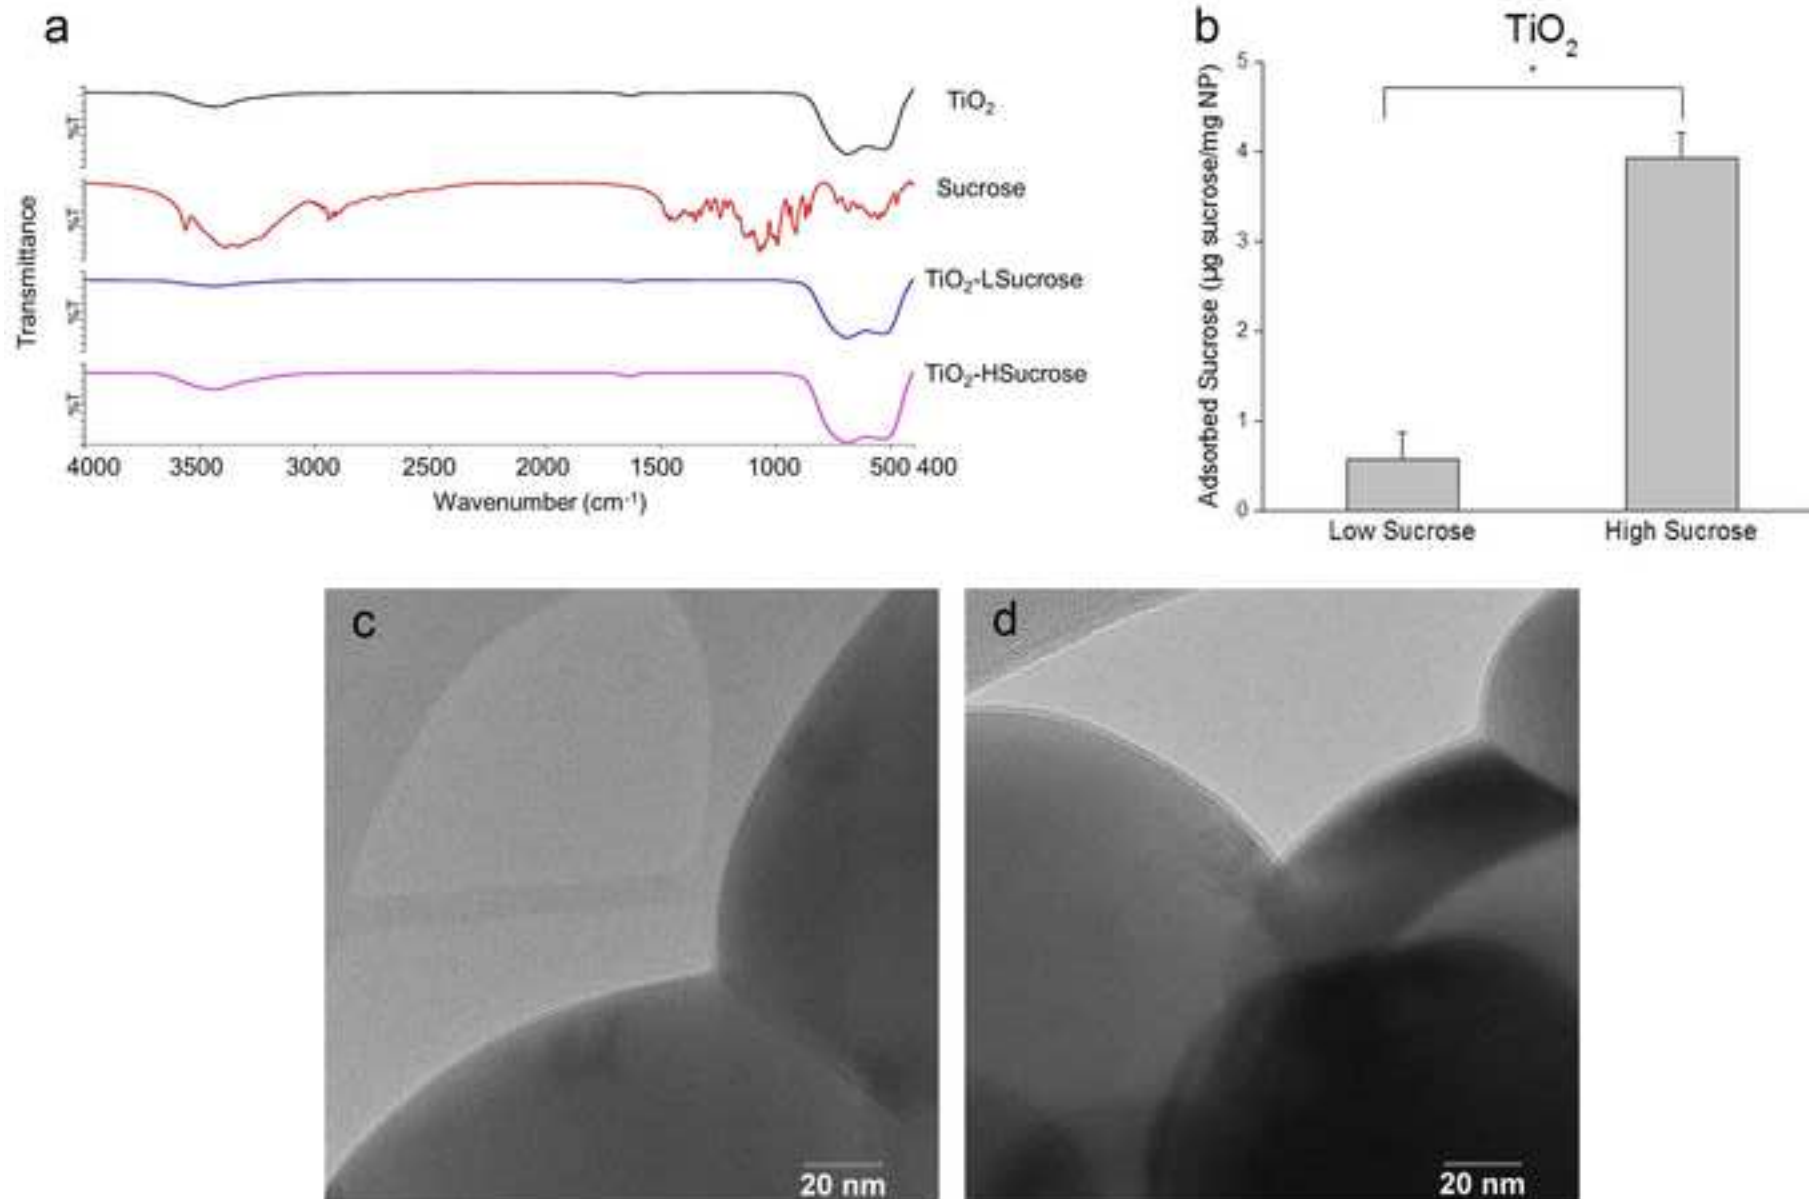 a
TiO2
%T
Sucrose
%T
TiO2-LSucrose
%T
TiO2-HSucrose
%T
Transmittance
4000 3500 3000 2500 2000 1500 1000 500 400
Wavenumber (cm-1)
b
TiO2
*
5
4
3
2
1
0
Adsorbed Sucrose (µg sucrose/mg NP)
Low Sucrose High Sucrose
c
20 nm
d
20 nm